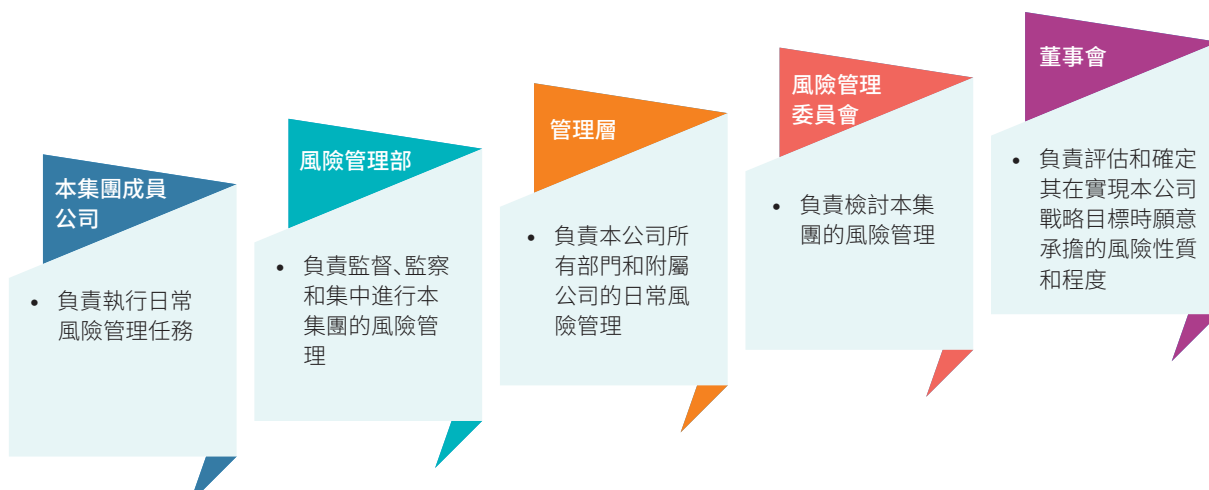 本集團成員
公司
• 負責執行日常
風險管理任務
風險管理部
• 負責監督、監察
和集中進行本
集團的風險管
理
管理層
• 負責本公司所
有部門和附屬
公司的日常風
險管理
風險管理
委員會
• 負責檢討本集
團的風險管理
董事會
• 負責評估和確定
其在實現本公司
戰略目標時願意
承擔的風險性質
和程度